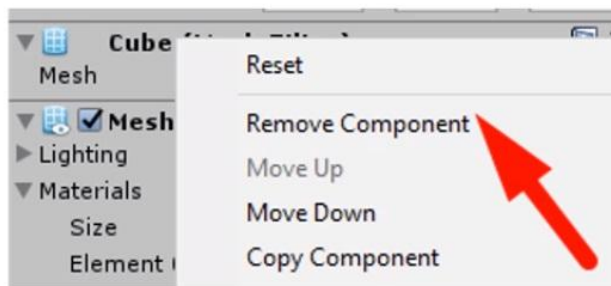 Cube
Mesh
Mesh
Lighting
Materials
Size
Element
Reset
Remove Component
Move Up
Move Down
Copy Component